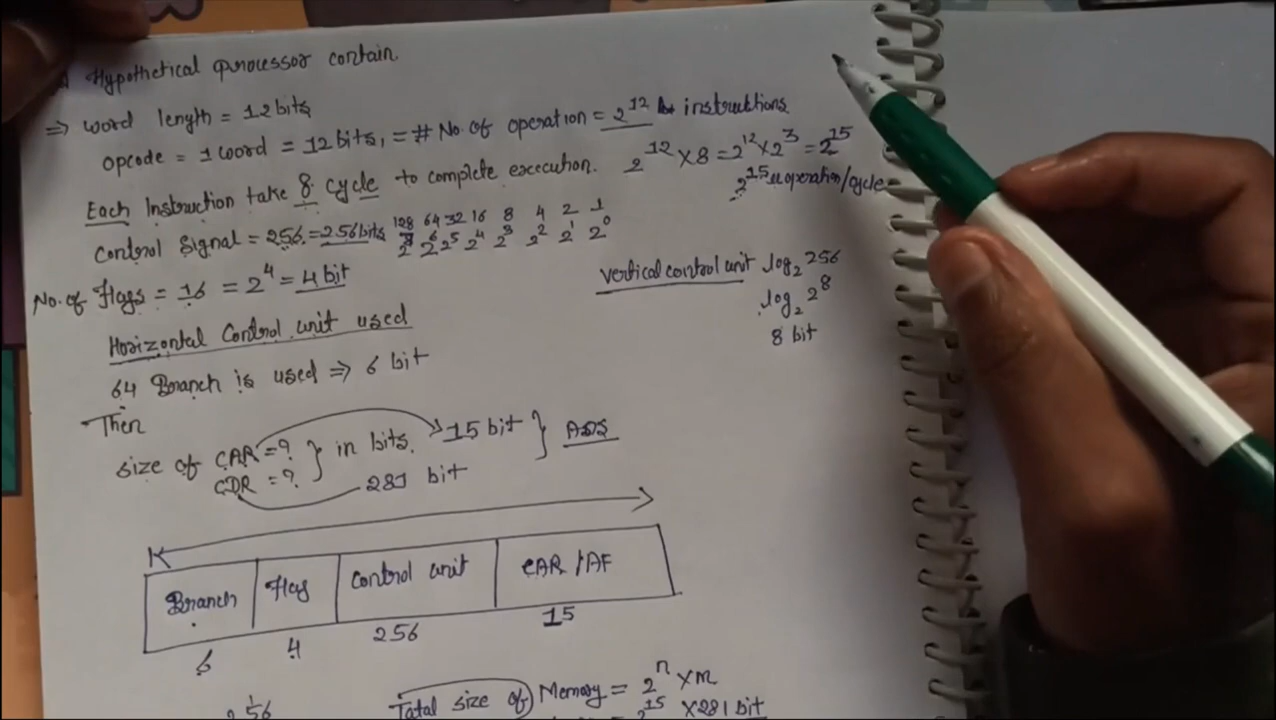 Hypothetical processor contain
⇒ word length = 12 bits
opcode = 1 word = 12 bits, = # No. of operation = 2^12 instructions
Each Instruction take 8 cycle to complete execution. 2^12 × 8 = 2^12 × 2^3 = 2^15
2^15 u operation/cycle
Control Signal = 256 = 256 bits 128 64 32 16 8 4 2 1
2^7 2^6 2^5 2^4 2^3 2^2 2^1 2^0
No. of Flags = 16 = 2^4 = 4 bit
vertical control unit log₂ 256
log₂ 2^8
8 bit
Horizontal Control unit used
64 Branch is used ⇒ 6 bit
Then
size of CAR = ? } in bits. 15 bit } Ans
CDR = ? 281 bit
Branch Flag Control unit CAR / AF
6 4 256 15
256
Total size of Memory = 2^n × m
= 2^15 × 281 bit